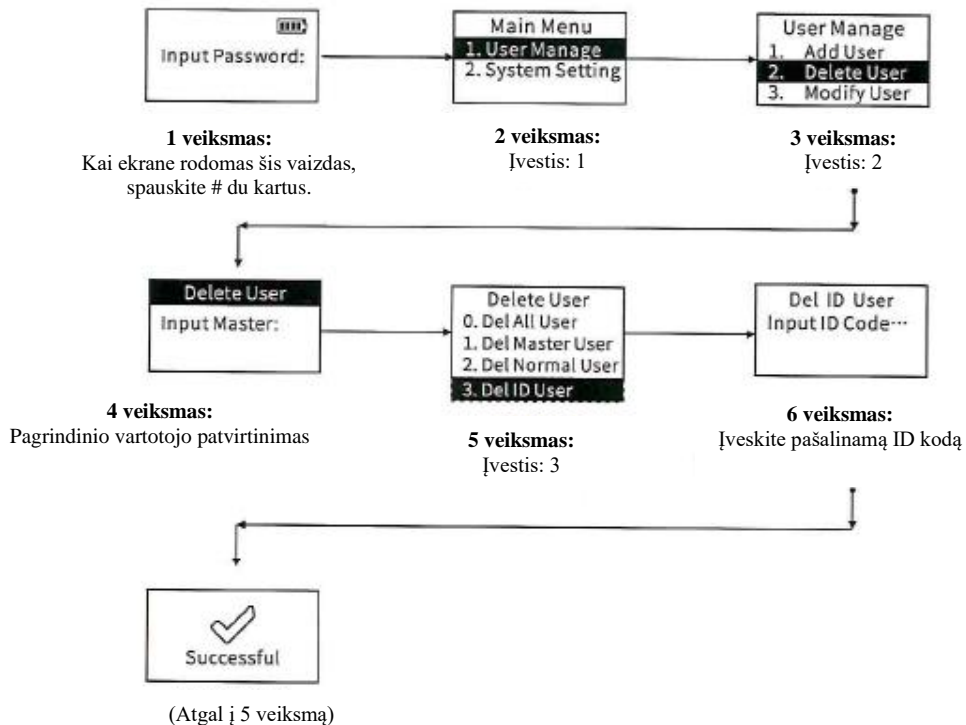 Input Password:
1 veiksmas:
Kai ekrane rodomas šis vaizdas,
spauskite # du kartus.
Main Menu
1. User Manage
2. System Setting
2 veiksmas:
Įvestis: 1
User Manage
1. Add User
2. Delete User
3. Modify User
3 veiksmas:
Įvestis: 2
Delete User
Input Master:
4 veiksmas:
Pagrindinio vartotojo patvirtinimas
Delete User
0. Del All User
1. Del Master User
2. Del Normal User
3. Del ID User
5 veiksmas:
Įvestis: 3
Del ID User
Input ID Code···
6 veiksmas:
Įveskite pašalinamą ID kodą
Successful
(Atgal į 5 veiksmą)